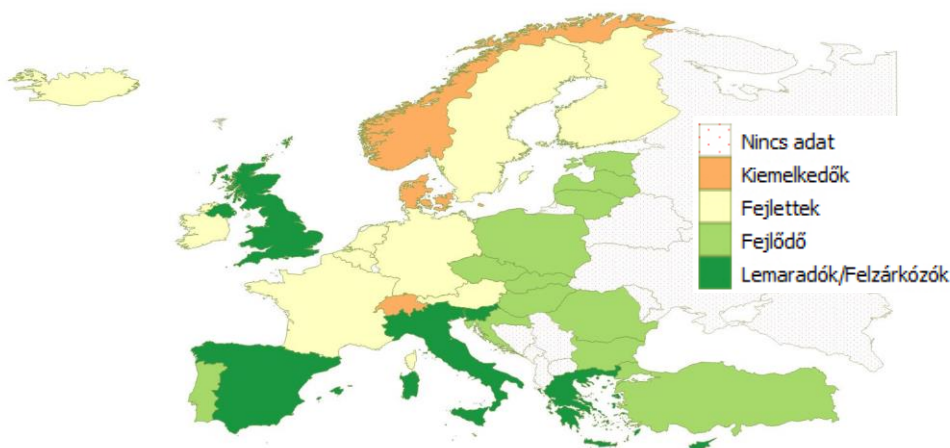 Nincs adat
Kiemelkedők
Fejlettek
Fejlődő
Lemaradók/Felzárkózók